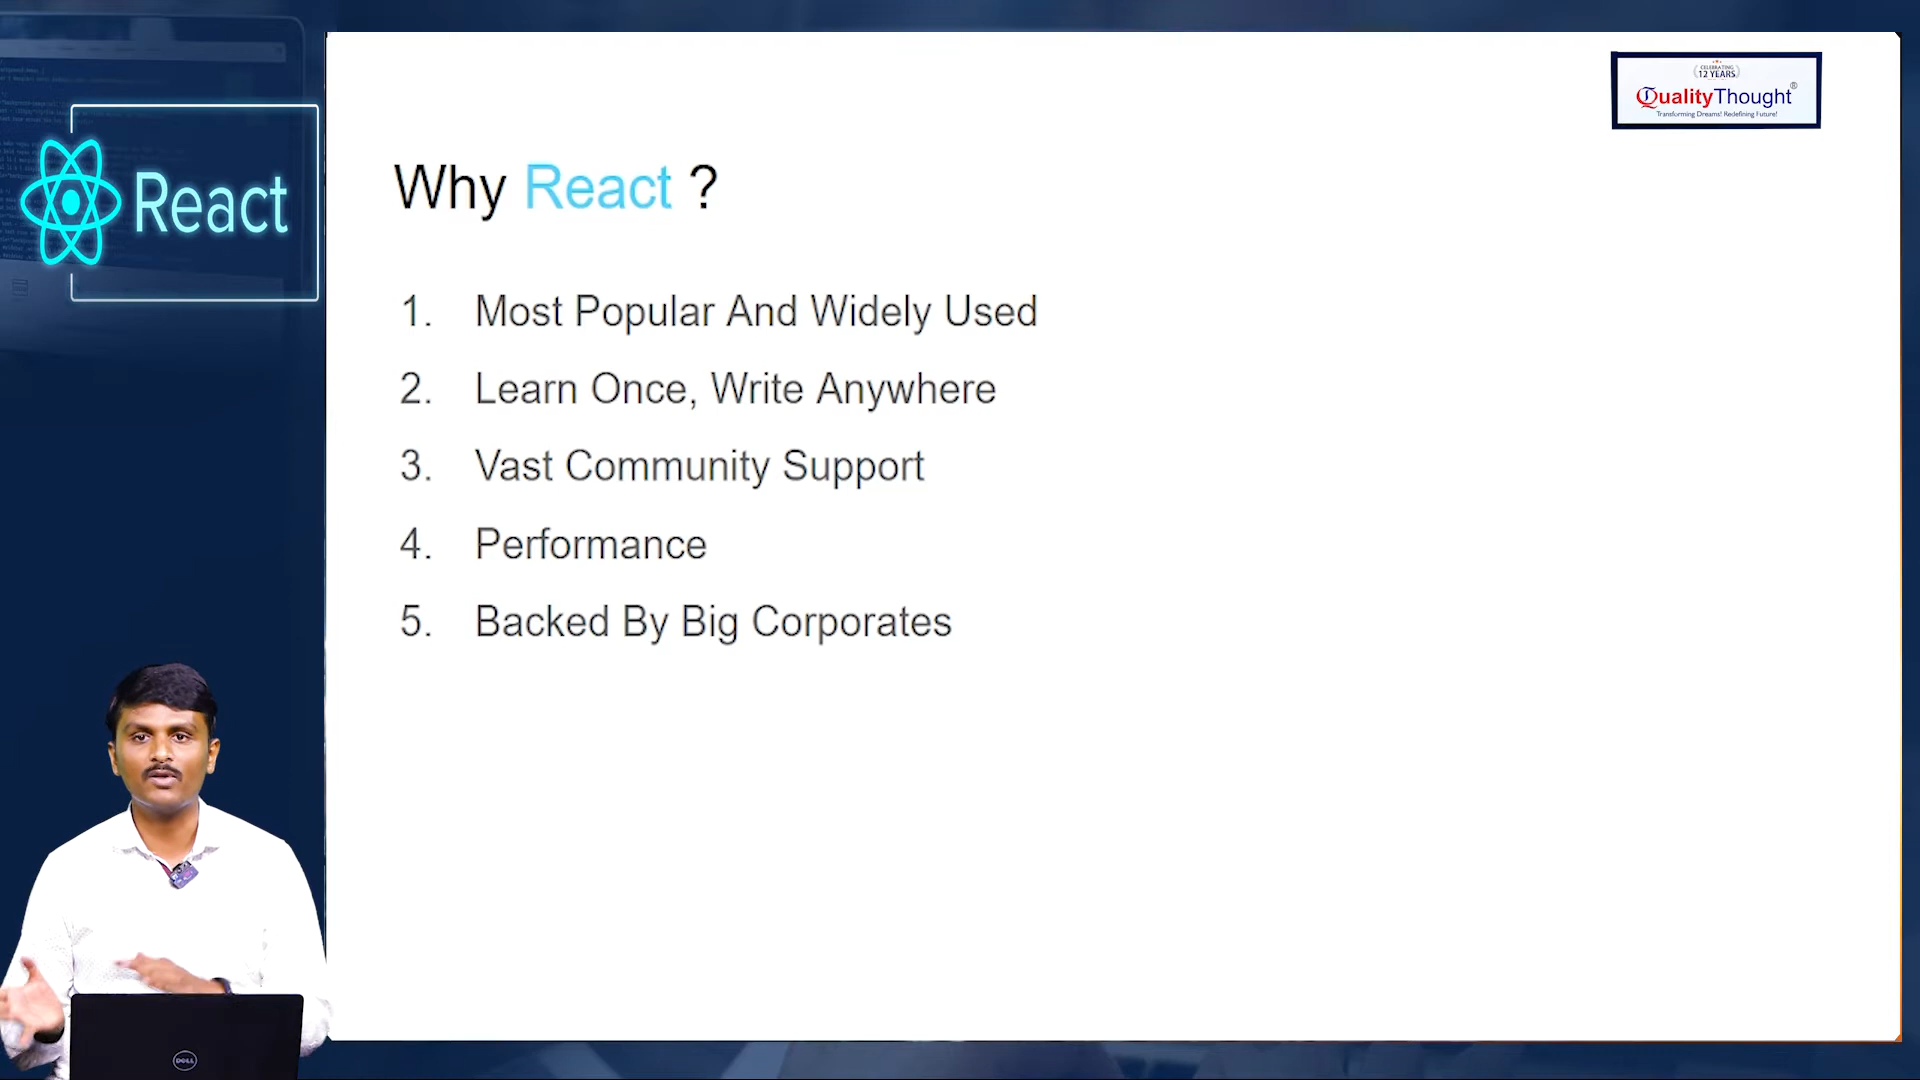 React
CELEBRATING
12 YEARS
QualityThought®
Transforming Dreams! Redefining Future!
Why React ?
1. Most Popular And Widely Used
2. Learn Once, Write Anywhere
3. Vast Community Support
4. Performance
5. Backed By Big Corporates
DELL